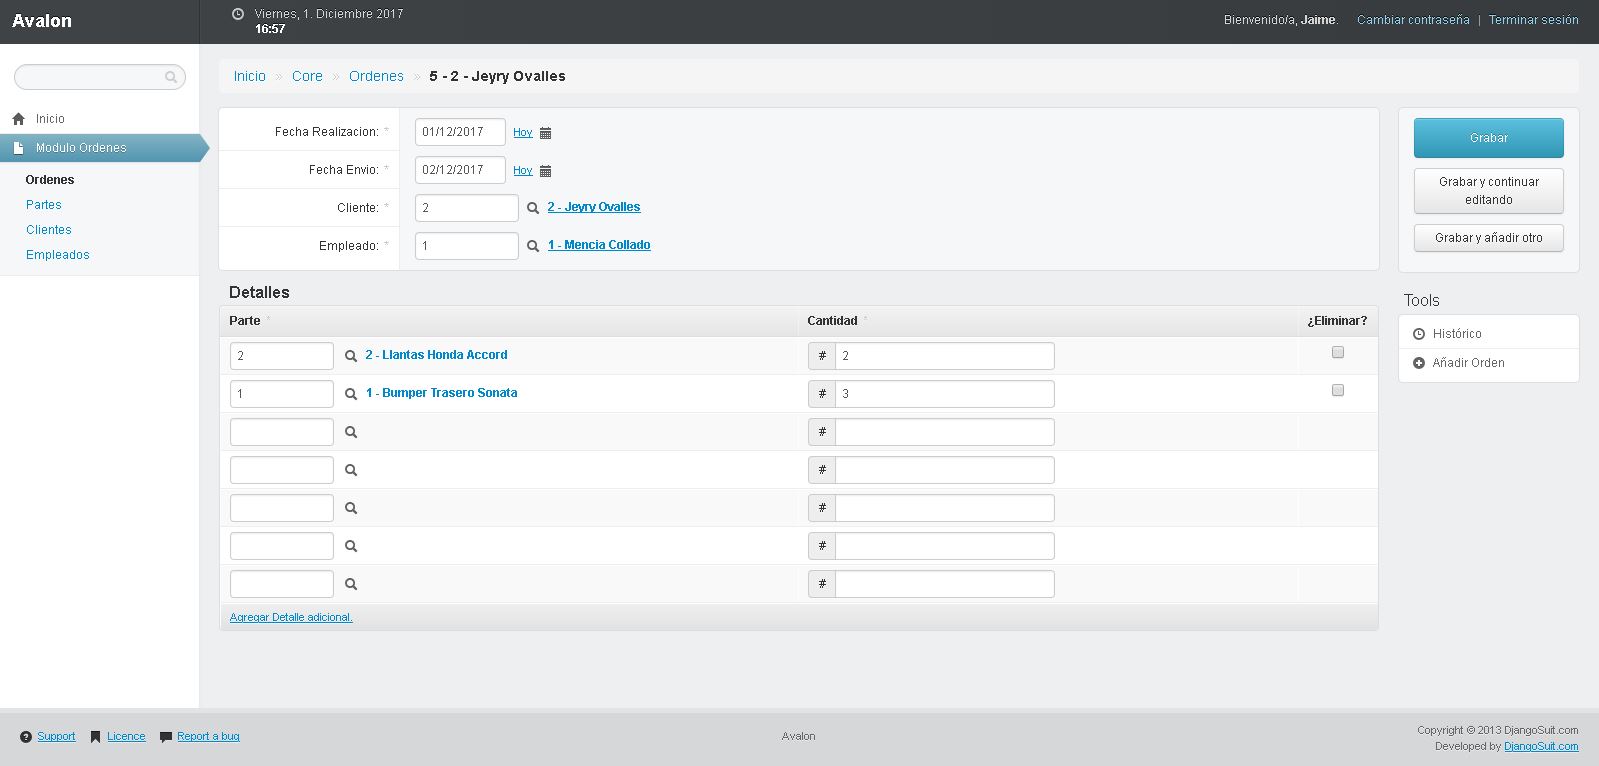 Avalon
Viernes, 1. Diciembre 2017
16:57
Bienvenido/a, Jaime. Cambiar contraseña | Terminar sesión
Inicio
Modulo Ordenes
Ordenes
Partes
Clientes
Empleados
Inicio » Core » Ordenes » 5 - 2 - Jeyry Ovalles
Fecha Realizacion: * 01/12/2017 Hoy
Fecha Envio: * 02/12/2017 Hoy
Cliente: * 2 2 - Jeyry Ovalles
Empleado: * 1 1 - Mencia Collado
Detalles
Parte * Cantidad * ¿Eliminar?
2 2 - Llantas Honda Accord # 2
1 1 - Bumper Trasero Sonata # 3
#
#
#
#
#
Agregar Detalle adicional.
Grabar
Grabar y continuar
editando
Grabar y añadir otro
Tools
Histórico
Añadir Orden
Support Licence Report a bug
Avalon
Copyright © 2013 DjangoSuit.com
Developed by DjangoSuit.com